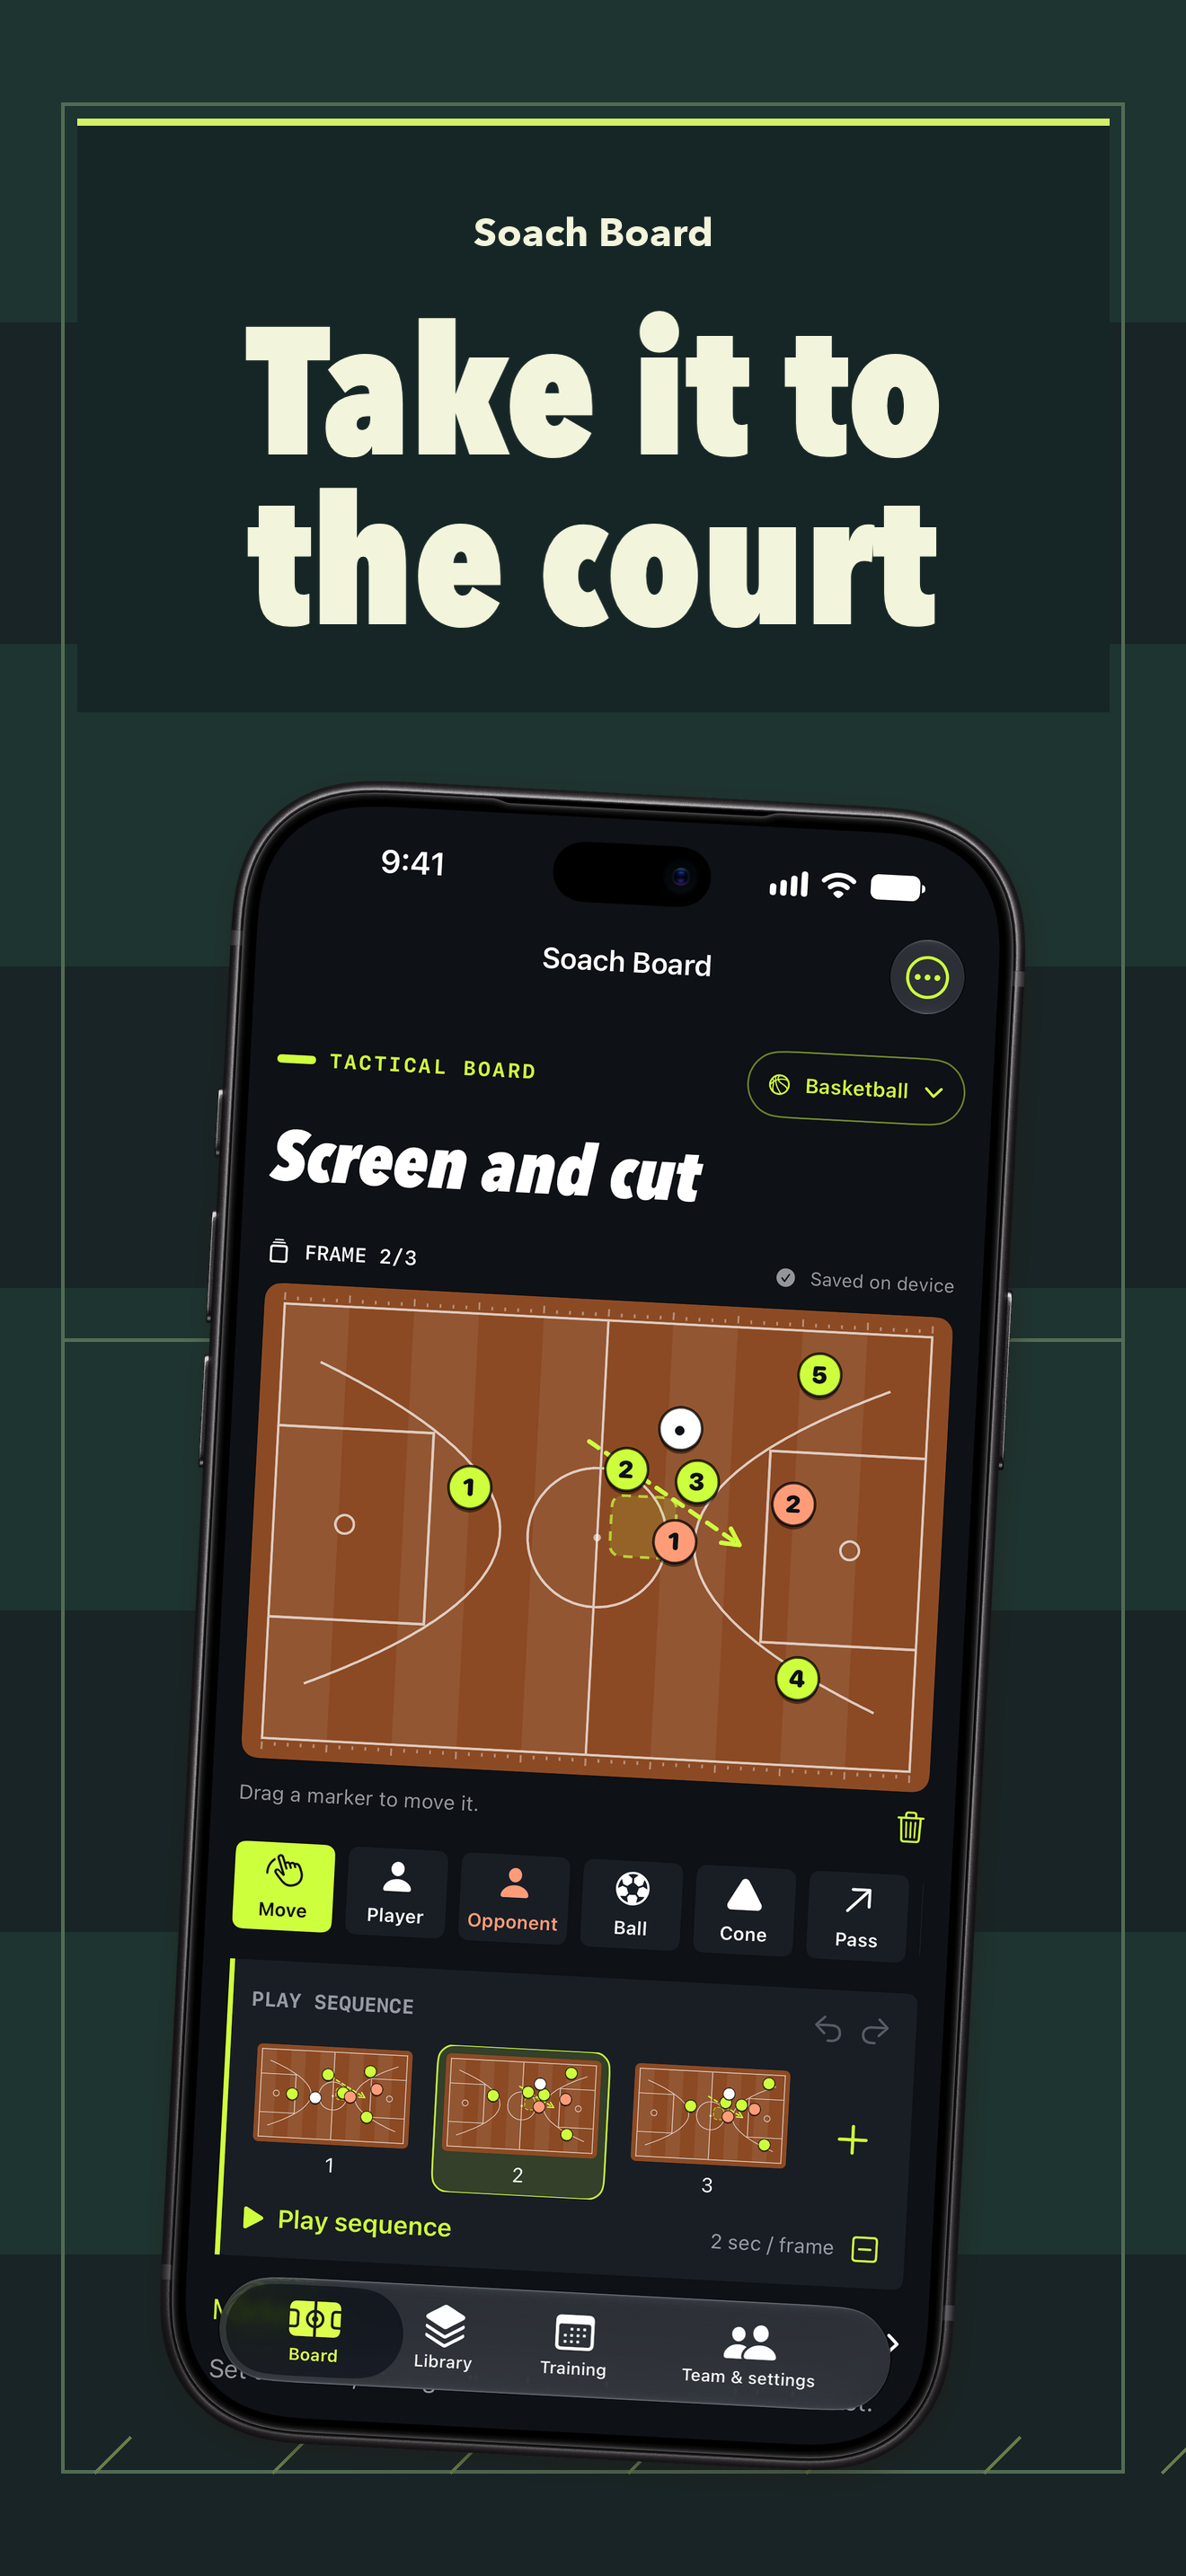 Soach Board
Take it to
the court
9:41
Soach Board
TACTICAL BOARD
Basketball
Screen and cut
FRAME 2/3
Saved on device
5
2
3
1
2
1
4
Drag a marker to move it.
Move
Player
Opponent
Ball
Cone
Pass
PLAY SEQUENCE
1
2
3
Play sequence
2 sec / frame
Board
Library
Training
Team & settings